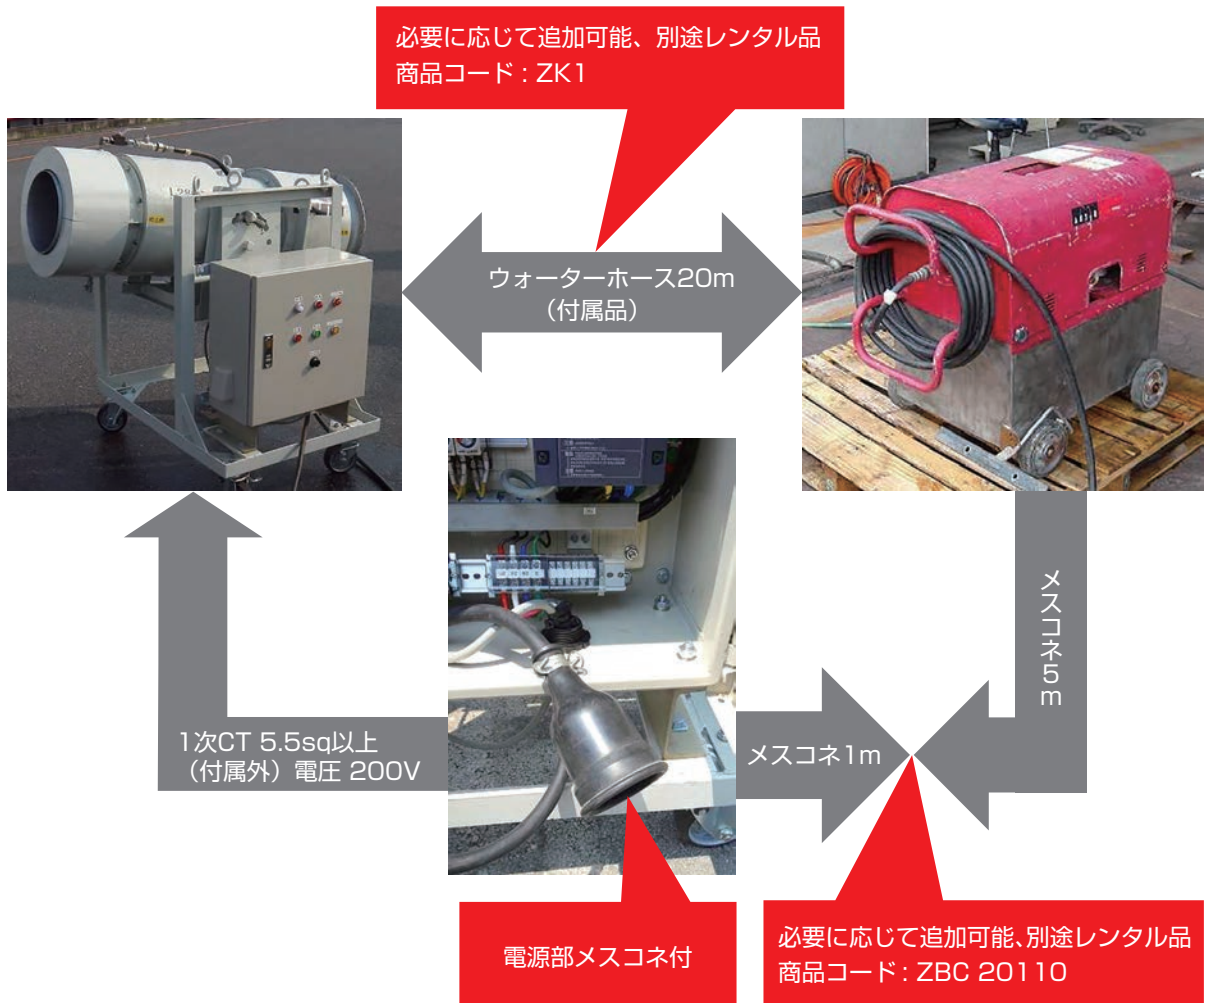 必要に応じて追加可能、別途レンタル品
商品コード：ZK1
ウォーターホース20m
（付属品）
メスコネ5m
1次CT 5.5sq以上
（付属外）電圧 200V
メスコネ1m
電源部メスコネ付
必要に応じて追加可能、別途レンタル品
商品コード：ZBC 20110